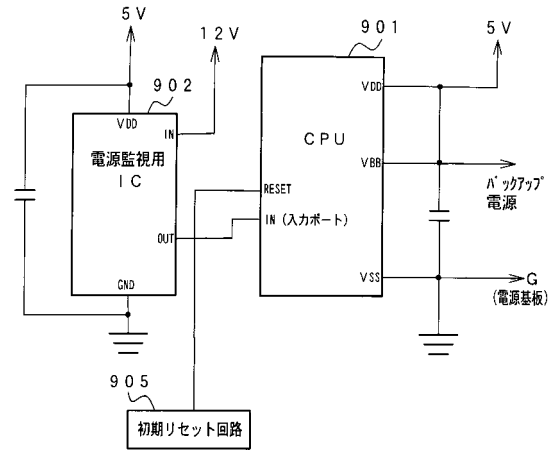 5V
12V
901
5V
902
VDD
VDD
IN
CPU
電源監視用
IC
VBB
バックアップ
電源
RESET
IN (入力ポート)
OUT
GND
VSS
G
(電源基板)
905
初期リセット回路